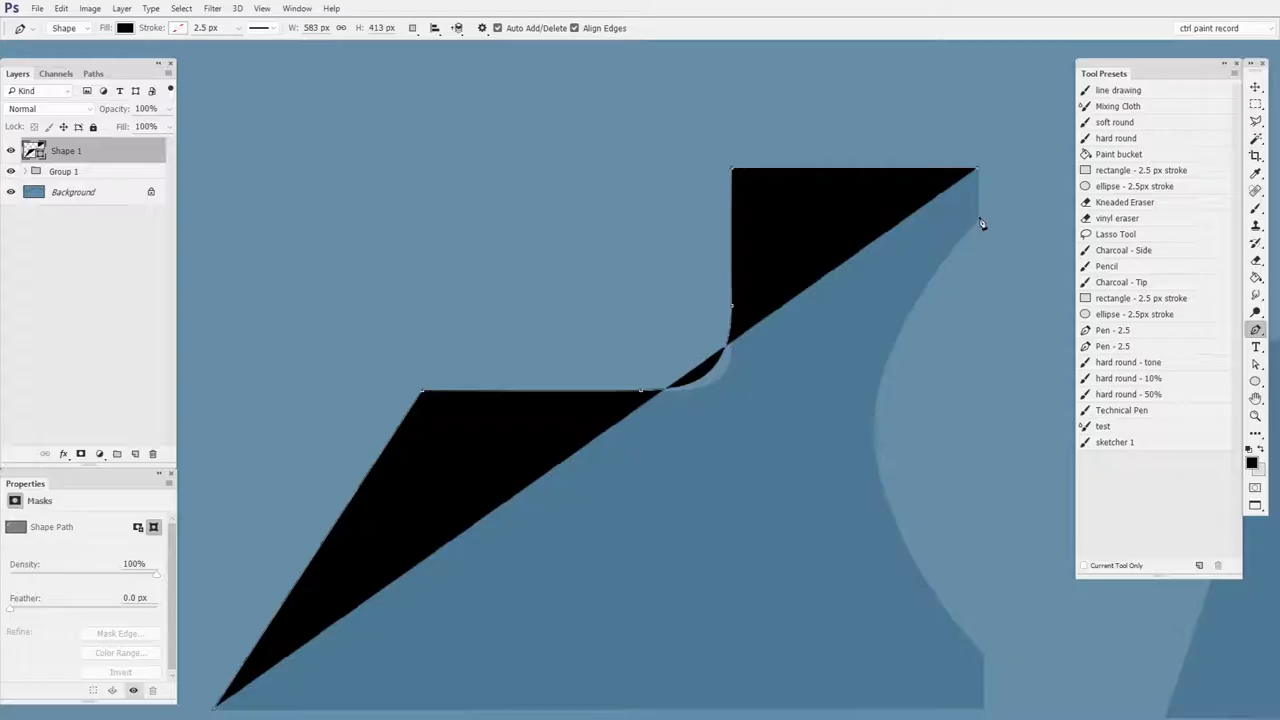 Ps File Edit Image Layer Type Select Filter 3D View Window Help
Shape Fill: Stroke: 2.5 px W: 583 px H: 413 px Auto Add/Delete Align Edges ctrl paint record
Layers Channels Paths
Kind
Normal Opacity: 100%
Lock: Fill: 100%
Shape 1
Group 1
Background
fx
Properties
Masks
Shape Path
Density: 100%
Feather: 0.0 px
Refine:
Mask Edge...
Color Range...
Invert
Tool Presets
line drawing
Mixing Cloth
soft round
hard round
Paint bucket
rectangle - 2.5px stroke
ellipse - 2.5px stroke
Kneaded Eraser
vinyl eraser
Lasso Tool
Charcoal - Side
Pencil
Charcoal - Tip
rectangle - 2.5 px stroke
ellipse - 2.5px stroke
Pen - 2.5
Pen - 2.5
hard round - tone
hard round - 10%
hard round - 50%
Technical Pen
test
sketcher 1
Current Tool Only